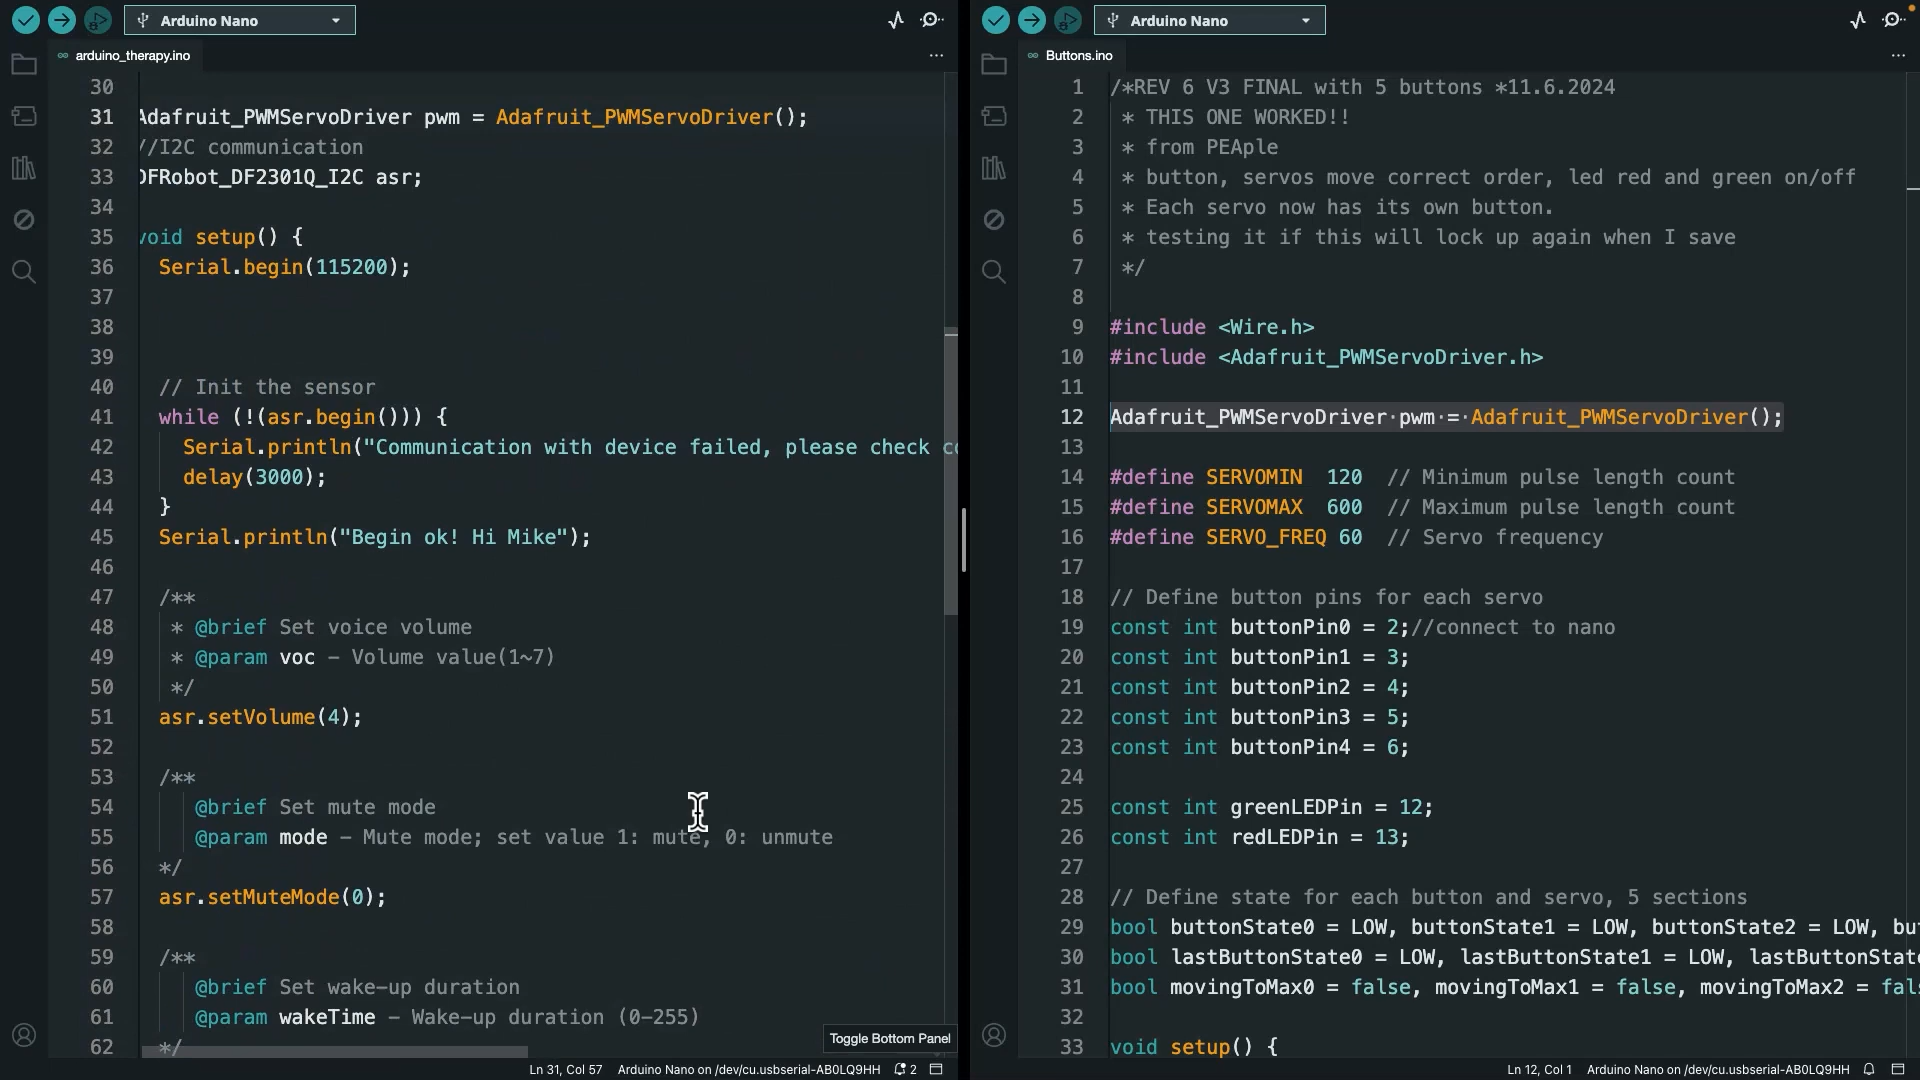 Arduino Nano
arduino_therapy.ino
30
31 Adafruit_PWMServoDriver pwm = Adafruit_PWMServoDriver();
32 //I2C communication
33 DFRobot_DF2301Q_I2C asr;
34
35 void setup() {
36 Serial.begin(115200);
37
38
39
40 // Init the sensor
41 while (!(asr.begin())) {
42 Serial.println("Communication with device failed, please check
43 delay(3000);
44 }
45 Serial.println("Begin ok! Hi Mike");
46
47 /**
48 * @brief Set voice volume
49 * @param voc – Volume value(1~7)
50 */
51 asr.setVolume(4);
52
53 /**
54 @brief Set mute mode
55 @param mode – Mute mode; set value 1: mute, 0: unmute
56 */
57 asr.setMuteMode(0);
58
59 /**
60 @brief Set wake-up duration
61 @param wakeTime – Wake-up duration (0-255)
62 */
Toggle Bottom Panel
Ln 31, Col 57 Arduino Nano on /dev/cu.usbserial-AB0LQ9HH 2
Arduino Nano
Buttons.ino
1 /*REV 6 V3 FINAL with 5 buttons *11.6.2024
2 * THIS ONE WORKED!!
3 * from PEAple
4 * button, servos move correct order, led red and green on/off
5 * Each servo now has its own button.
6 * testing it if this will lock up again when I save
7 */
8
9 #include <Wire.h>
10 #include <Adafruit_PWMServoDriver.h>
11
12 Adafruit_PWMServoDriver·pwm·=·Adafruit_PWMServoDriver();
13
14 #define SERVOMIN 120 // Minimum pulse length count
15 #define SERVOMAX 600 // Maximum pulse length count
16 #define SERVO_FREQ 60 // Servo frequency
17
18 // Define button pins for each servo
19 const int buttonPin0 = 2;//connect to nano
20 const int buttonPin1 = 3;
21 const int buttonPin2 = 4;
22 const int buttonPin3 = 5;
23 const int buttonPin4 = 6;
24
25 const int greenLEDPin = 12;
26 const int redLEDPin = 13;
27
28 // Define state for each button and servo, 5 sections
29 bool buttonState0 = LOW, buttonState1 = LOW, buttonState2 = LOW,
30 bool lastButtonState0 = LOW, lastButtonState1 = LOW,
31 bool movingToMax0 = false, movingToMax1 = false, movingToMax2 =
32
33 void setup() {
Ln 12, Col 1 Arduino Nano on /dev/cu.usbserial-AB0LQ9HH